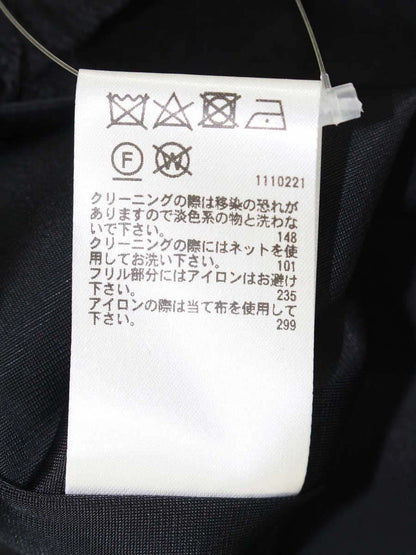 F W
1110221
クリーニングの際は移染の恐れが
ありますので淡色系の物と洗わな
いで下さい。 148
クリーニングの際にはネットを使
用してお洗い下さい。 101
フリル部分にはアイロンはお避け
下さい。 235
アイロンの際は当て布を使用して
下さい。 299